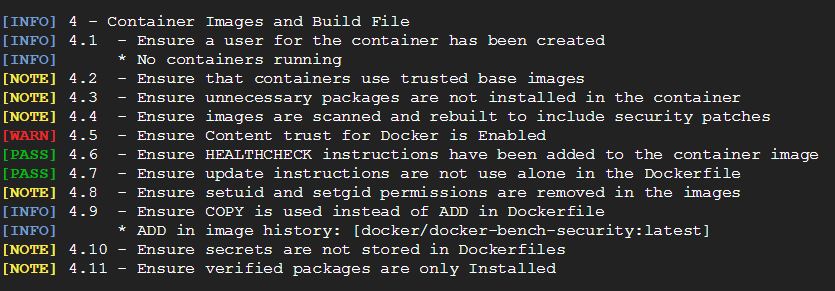 [INFO] 4 - Container Images and Build File
[INFO] 4.1  - Ensure a user for the container has been created
[INFO]      * No containers running
[NOTE] 4.2  - Ensure that containers use trusted base images
[NOTE] 4.3  - Ensure unnecessary packages are not installed in the container
[NOTE] 4.4  - Ensure images are scanned and rebuilt to include security patches
[WARN] 4.5  - Ensure Content trust for Docker is Enabled
[PASS] 4.6  - Ensure HEALTHCHECK instructions have been added to the container image
[PASS] 4.7  - Ensure update instructions are not use alone in the Dockerfile
[NOTE] 4.8  - Ensure setuid and setgid permissions are removed in the images
[INFO] 4.9  - Ensure COPY is used instead of ADD in Dockerfile
[INFO]      * ADD in image history: [docker/docker-bench-security:latest]
[NOTE] 4.10 - Ensure secrets are not stored in Dockerfiles
[NOTE] 4.11 - Ensure verified packages are only Installed